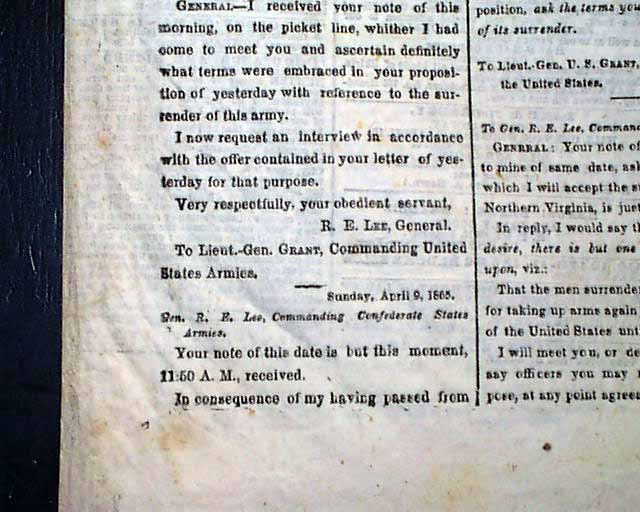 GENERAL—I received your note of this
morning, on the picket line, whither I had
come to meet you and ascertain definitely
what terms were embraced in your proposi-
tion of yesterday with reference to the sur-
render of this army.
I now request an interview in accordance
with the offer contained in your letter of yes-
terday for that purpose.
Very respectfully, your obedient servant,
R. E. LEE, General.
To Lieut.-Gen. GRANT, Commanding United
States Armies.
Sunday, April 9, 1865.
Gen. R. E. Lee, Commanding Confederate States
Armies.
Your note of this date is but this moment,
11:50 A. M., received.
In consequence of my having passed from
position, ask the terms you
of its surrender.
To Lieut.-Gen. U. S. GRANT,
the United States.
To Gen. R. E. Lee, Comman
GENERAL: Your note of
to mine of same date, ask
which I will accept the su
Northern Virginia, is just
In reply, I would say th
desire, there is but one
upon, viz.:
That the men surrender
for taking up arms again
of the United States unt
I will meet you, or de
any officers you may n
pose, at any point agree